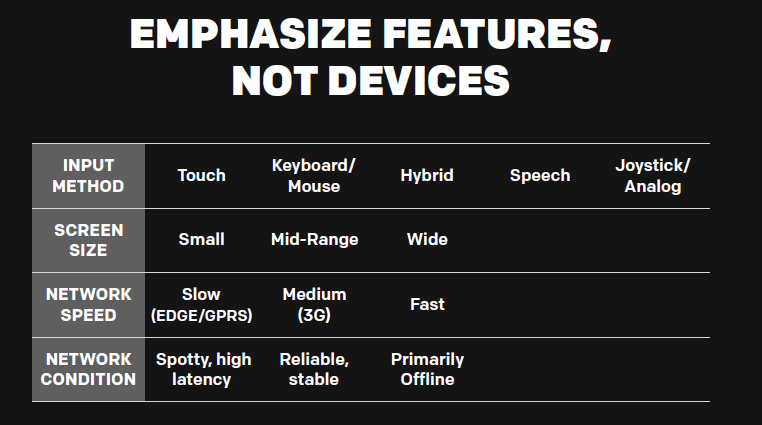 EMPHASIZE FEATURES,
NOT DEVICES
INPUT
METHOD
Touch
Keyboard/
Mouse
Hybrid
Speech
Joystick/
Analog
SCREEN
SIZE
Small
Mid-Range
Wide
NETWORK
SPEED
Slow
(EDGE/GPRS)
Medium
(3G)
Fast
NETWORK
CONDITION
Spotty, high
latency
Reliable,
stable
Primarily
Offline